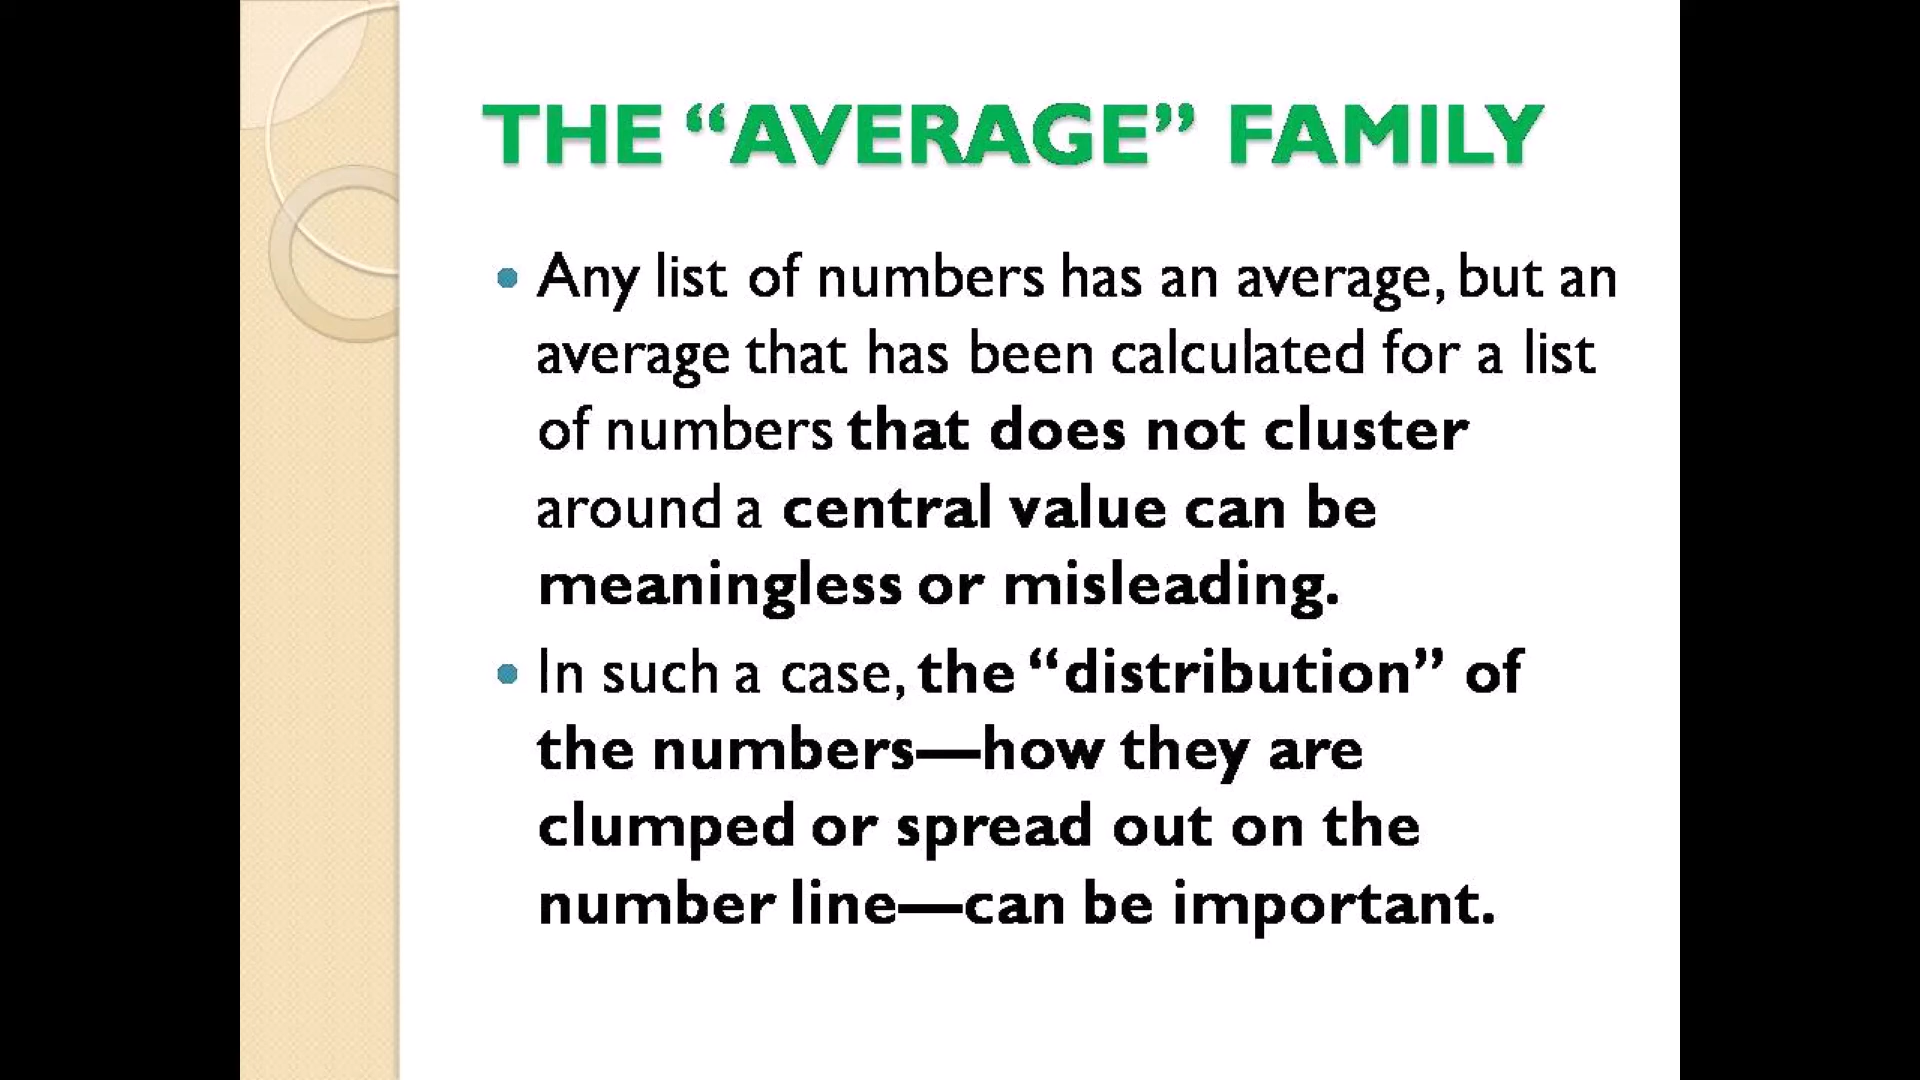 THE “AVERAGE” FAMILY
• Any list of numbers has an average, but an
average that has been calculated for a list
of numbers that does not cluster
around a central value can be
meaningless or misleading.
• In such a case, the “distribution” of
the numbers—how they are
clumped or spread out on the
number line—can be important.